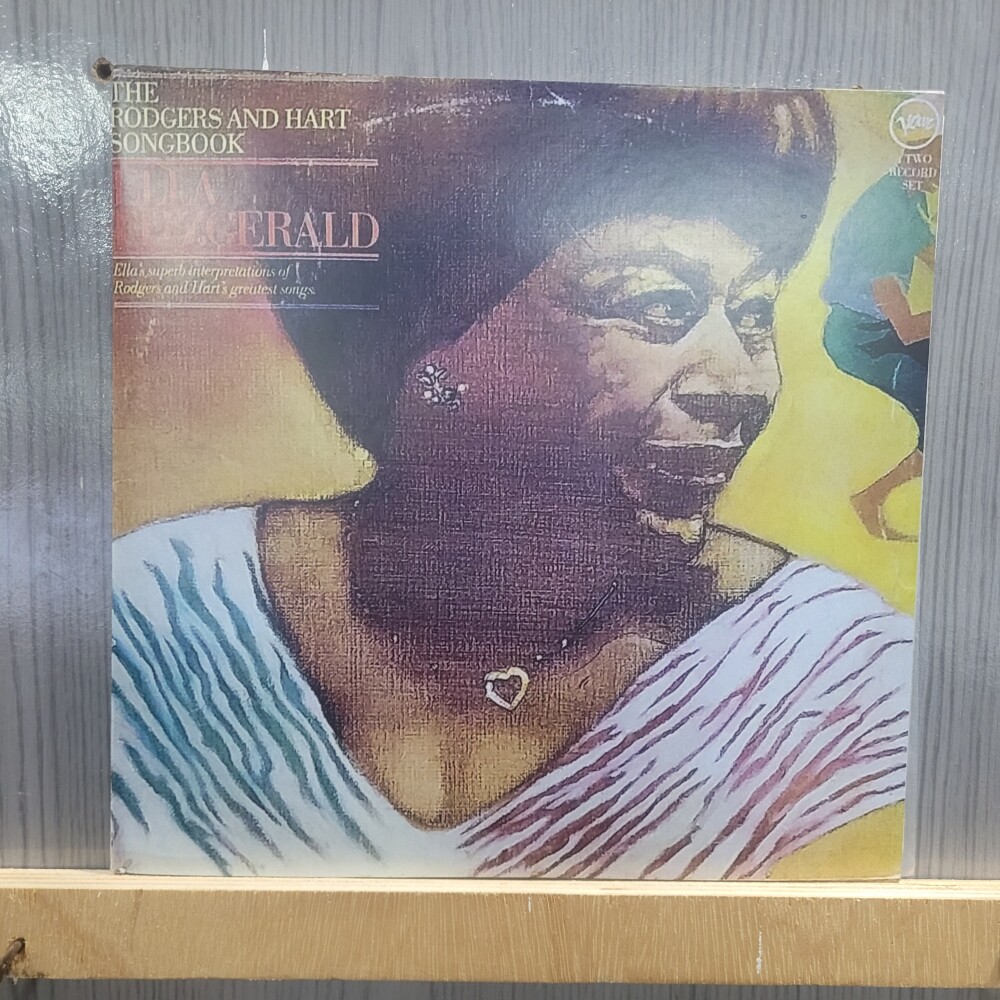 THE
RODGERS AND HART
SONGBOOK
ELLA
FITZGERALD
Ella's superb interpretations of
Rodgers and Hart's greatest songs.
Verve
TWO
RECORD
SET